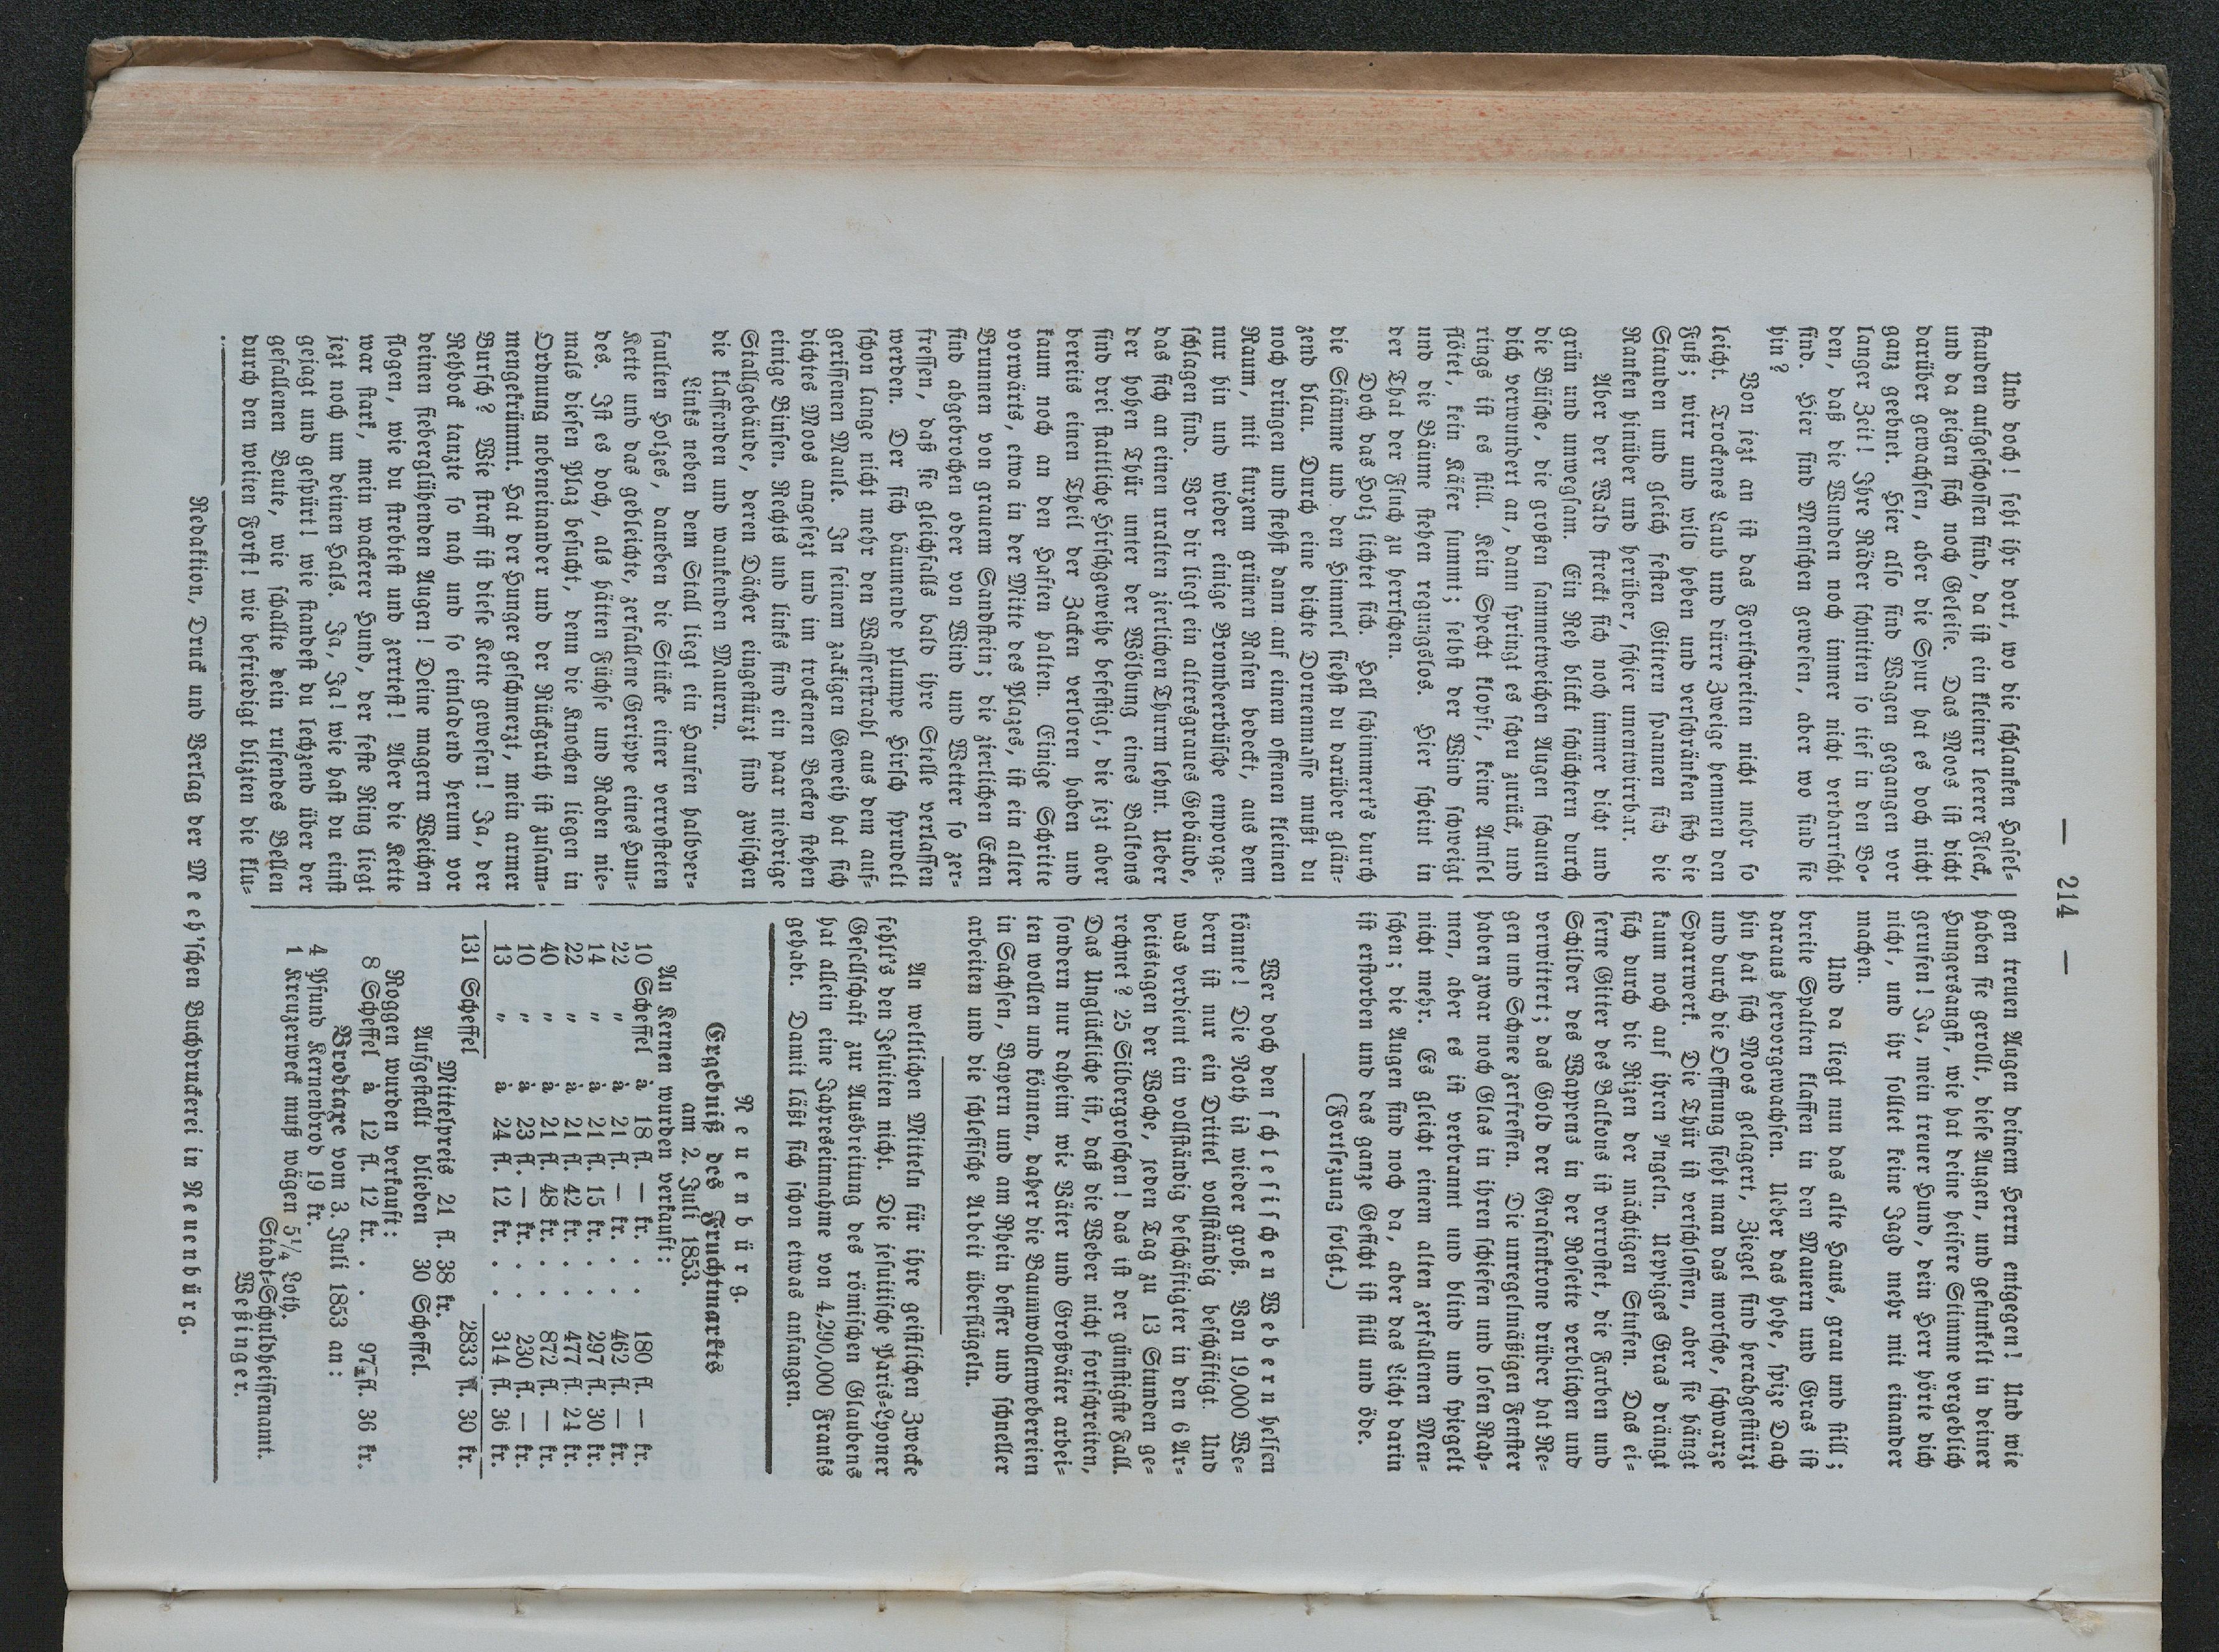 — 214 —
Und doch! seht ihr dort, wo die schlanken Hasel-
stauden aufgeschossen sind, da ist ein kleiner leerer Fleck,
und da zeigen sich noch Geleise. Das Moos ist dicht
darüber gewachsen, aber die Spur hat es doch nicht
ganz geebnet. Hier also sind Wagen gegangen vor
langer Zeit! Ihre Räder schnitten so tief in den Bo-
den, daß die Wunden noch immer nicht verharrscht
sind. Hier sind Menschen gewesen, aber wo sind sie
hin?
Von jezt an ist das Fortschreiten nicht mehr so
leicht. Trockenes Laub und dürre Zweige hemmen den
Fuß; wirr und wild heben und verschränken sich die
Stauden und gleich festen Gittern spannen sich die
Ranken hinüber und herüber, schier unentwirrbar.
Aber der Wald streckt sich noch immer dicht und
grün und unwegsam. Ein Reh blickt schüchtern durch
die Büsche, die großen sammetweichen Augen schauen
dich verwundert an, dann springt es scheu zurück, und
rings ist es still. Kein Specht klopft, keine Amsel
flötet, kein Käfer summt; selbst der Wind schweigt
und die Bäume stehen regungslos. Hier scheint in
der That der Fluch zu herrschen.
Doch das Holz lichtet sich. Hell schimmert's durch
die Stämme und den Himmel siehst du darüber glän-
zend blau. Durch eine dichte Dornenmasse mußt du
noch dringen und stehst dann auf einem offenen kleinen
Raum, mit kurzem grünen Rasen bedeckt, aus dem
nur hin und wieder einige Brombeerbüsche emporge-
schlagen sind. Vor dir liegt ein altersgraues Gebäude,
das sich an einen uralten zierlichen Thurm lehnt. Ueber
der hohen Thür unter der Wölbung eines Balkons
sind drei stattliche Hirschgeweihe befestigt, die jezt aber
bereits einen Theil der Zacken verloren haben und
kaum noch an den Haften halten. Einige Schritte
vorwärts, etwa in der Mitte des Plazes, ist ein alter
Brunnen von grauem Sandstein; die zierlichen Ecken
sind abgebrochen oder von Wind und Wetter so zer-
fressen, daß sie gleichfalls bald ihre Stelle verlassen
werden. Der sich bäumende plumpe Hirsch sprudelt
schon lange nicht mehr den Wasserstrahl aus dem auf-
gerissenen Maule. In seinem zackigen Geweih hat sich
dichtes Moos angesezt und im trockenen Becken stehen
einige Binsen. Rechts und links sind ein paar niedrige
Stallgebäude, deren Dächer eingestürzt sind zwischen
die klaffenden und wankenden Mauern.
Links neben dem Stall liegt ein Haufen halbver-
faulten Holzes, daneben die Stücke einer verrosteten
Kette und das gebleichte, zerfallene Gerippe eines Hun-
des. Ist es doch, als hätten Füchse und Raben nie-
mals diesen Plaz besucht, denn die Knochen liegen in
Ordnung nebeneinander und der Rückgrath ist zusam-
mengekrümmt. Hat der Hunger geschmerzt, mein armer
Bursch? Wie straff ist diese Kete gewesen! Ja, der
Rehbock tanzte so nah und so einladend herum vor
deinen fieberglühenden Augen! Deine magern Weichen
flogen, wie du strebtest und zerrtest! Aber die Kette
war stark, mein wackerer Hund, der feste Ring liegt
jezt noch um deinen Hals. Ja, Ja! wie hast du einst
gejagt und gespürt! wie standest du lechzend über der
gefallenen Beute, wie schallte dein rufendes Bellen
durch den weiten Forst! wie befriedigt blizten die klu-
gen treuen Augen deinem Herrn entgegen! Und wie
haben sie gerollt, diese Augen, und gefunkelt in deiner
Hungersangst, wie hat deine heisere Stimme vergeblich
gerufen! Ja, mein treuer Hund, dein Herr hörte dich
nicht, und ihr solltet keine Jagd mehr mit einander
machen.
Und da liegt nun das alte Haus, grau und still;
breite Spalten klaffen in den Mauern und Gras ist
daraus hervorgewachsen. Ueber das hohe, spize Dach
hin hat sich Moos gelagert, Ziegel sind herabgestürzt
und durch die Oeffnung sieht man das morsche, schwarze
Sparrwerk. Die Thür ist verschlossen, aber sie hängt
kaum noch auf ihren Angeln. Ueppiges Gras drängt
sich durch die Rizen der mächtigen Stufen. Das ei-
serne Gitter des Balkons ist verrostet, die Farben und
Schilder des Wappens in der Rotette verblichen und
verwittert; das Gold der Grafenkrone drüber hat Re-
gen und Schnee zerfressen. Die unregelmäßigen Fenster
haben zwar noch Glas in ihren schiefen und losen Rah-
men, aber es ist verbrannt und blind und spiegelt
nicht mehr. Es gleicht einem alten zerfallenen Men-
schen; die Augen sind noch da, aber das Licht darin
ist erstorben und das ganze Gesicht ist still und öde.
(Fortsezung folgt.)
Wer doch den schlesischen Webern helfen
könnte! Die Noth ist wieder groß. Von 19,000 We-
bern ist nur ein Drittel vollständig beschäftigt. Und
was verdient ein vollständig beschäftigter in den 6 Ar-
beitstagen der Woche, jeden Tag zu 13 Stunden ge-
rechnet? 25 Silbergroschen! das ist der günstigste Fall.
Das Unglückliche ist, daß die Weber nicht fortschreiten,
sondern nur daheim wie Väter und Großväter arbei-
ten wollen und können, daher die Baumwollenwebereien
in Sachsen, Bayern und am Rhein besser und schneller
arbeiten und die schlesische Arbeit überflügeln.
An weltlichen Mitteln für ihre geistlichen Zwecke
fehlt's den Jesuiten nicht. Die jesuitische Paris=Lyoner
Gesellschaft zur Ausbreitung des römischen Glaubens
hat allein eine Jahreseinnahme von 4,290,000 Franks
gehabt. Damit läßt sich schon etwas anfangen.
Neuenbürg.
Ergebniß des Fruchtmarkts
am 2. Juli 1853.
An Kernen wurden verkauft:
10 Scheffel à 18 fl. — kr. . . 180 fl. — kr.
22 „ à 21 fl. — kr. . . 462 fl. — kr.
14 „ à 21 fl. 15 kr. . . 297 fl. 30 kr.
22 „ à 21 fl. 42 kr. . . 477 fl. 24 kr.
40 „ à 21 fl. 48 kr. . . 872 fl. — kr.
10 „ à 23 fl. — kr. . . 230 fl. — kr.
13 „ à 24 fl. 12 kr. . . 314 fl. 36 kr.
131 Scheffel 2833 fl. 30 kr.
Mittelpreis 21 fl. 38 kr.
Aufgestellt blieben 30 Scheffel.
Roggen wurden verkauft:
8 Scheffel à 12 fl. 12 kr. . . 97 fl. 36 kr.
Brodtaxe vom 3. Juli 1853 an:
4 Pfund Kernenbrod 19 kr.
1 Kreuzerweck muß wägen 5¼ Loth.
Stadt=Schuldheissenamt.
Weßinger.
Redaktion, Druck und Verlag der Meeh'schen Buchdruckerei in Neuenbürg.